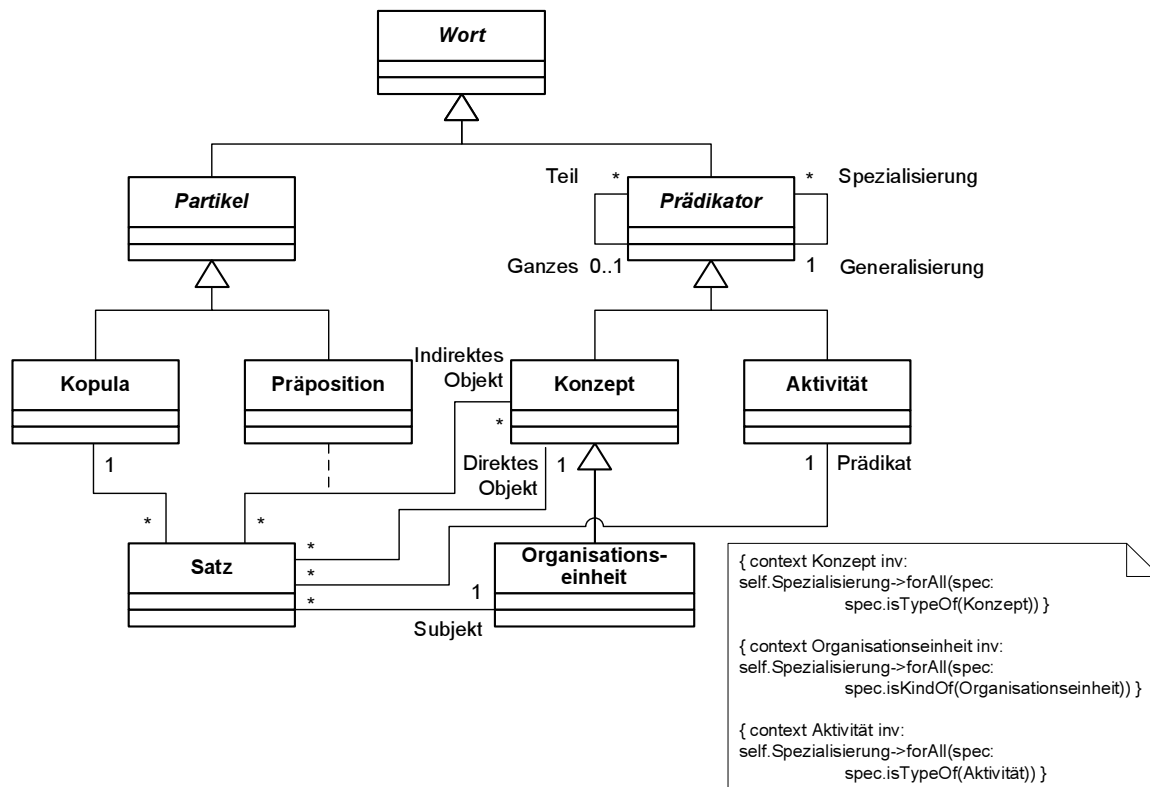 Wort
Teil
*
*
Spezialisierung
Partikel
Prädikator
Ganzes
0..1
1
Generalisierung
Indirektes
Objekt
Kopula
Präposition
Konzept
Aktivität
*
1
Direktes
Objekt
1
1
Prädikat
*
*
Satz
*
*
*
1
Subjekt
Organisations-
einheit
{ context Konzept inv:
self.Spezialisierung->forAll(spec:
spec.isTypeOf(Konzept)) }
{ context Organisationseinheit inv:
self.Spezialisierung->forAll(spec:
spec.isKindOf(Organisationseinheit)) }
{ context Aktivität inv:
self.Spezialisierung->forAll(spec:
spec.isTypeOf(Aktivität)) }